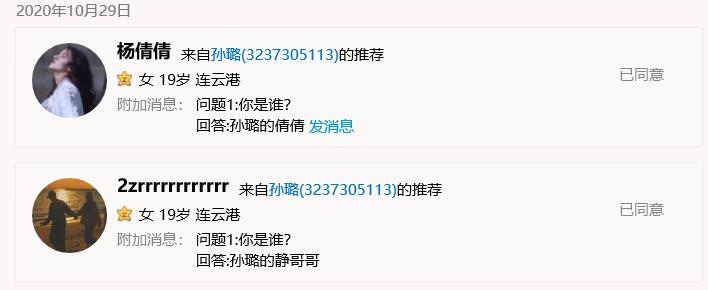 2020年10月29日
杨倩倩 来自孙璐(3237305113)的推荐
女 19岁 连云港
已同意
附加消息： 问题1:你是谁?
回答:孙璐的倩倩 发消息
2zrrrrrrrrrrrr 来自孙璐(3237305113)的推荐
女 19岁 连云港
已同意
附加消息： 问题1:你是谁?
回答:孙璐的静哥哥